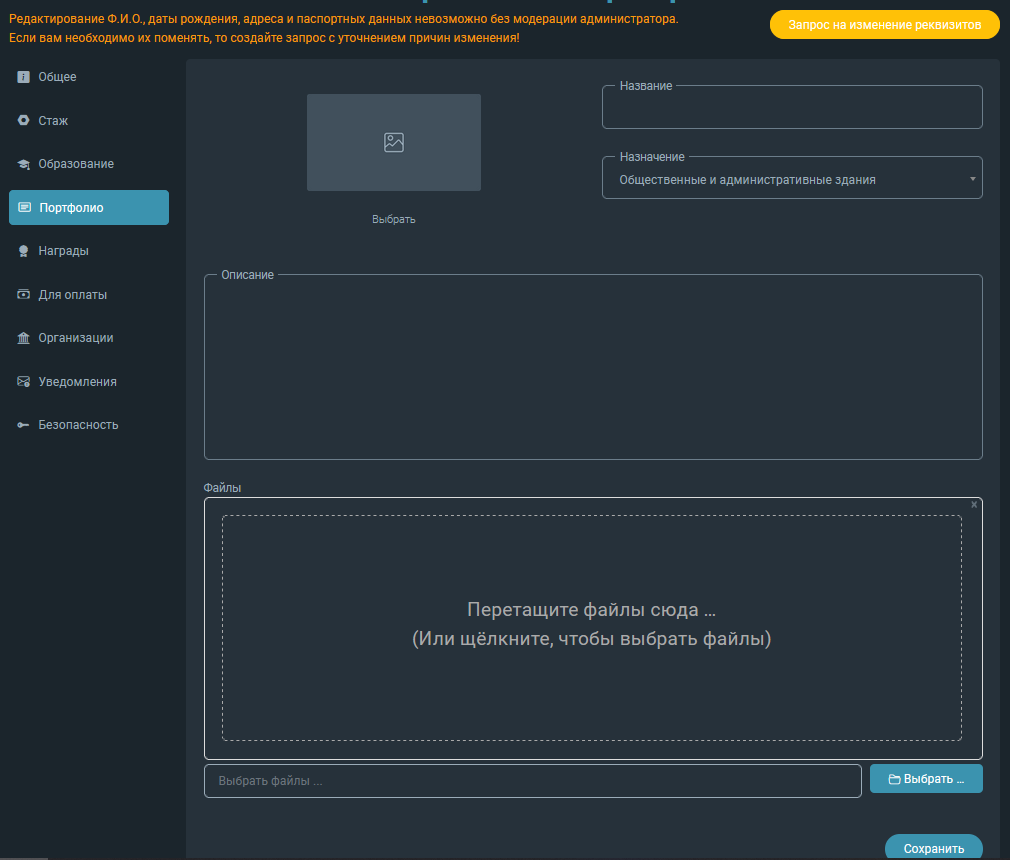 Редактирование Ф.И.О., даты рождения, адреса и паспортных данных невозможно без модерации администратора.
Если вам необходимо их поменять, то создайте запрос с уточнением причин изменения!
Запрос на изменение реквизитов
Общее
Стаж
Образование
Портфолио
Награды
Для оплаты
Организации
Уведомления
Безопасность
Выбрать
Название
Назначение
Общественные и административные здания
Описание
Файлы
x
Перетащите файлы сюда ...
(Или щёлкните, чтобы выбрать файлы)
Выбрать файлы ...
Выбрать ...
Сохранить